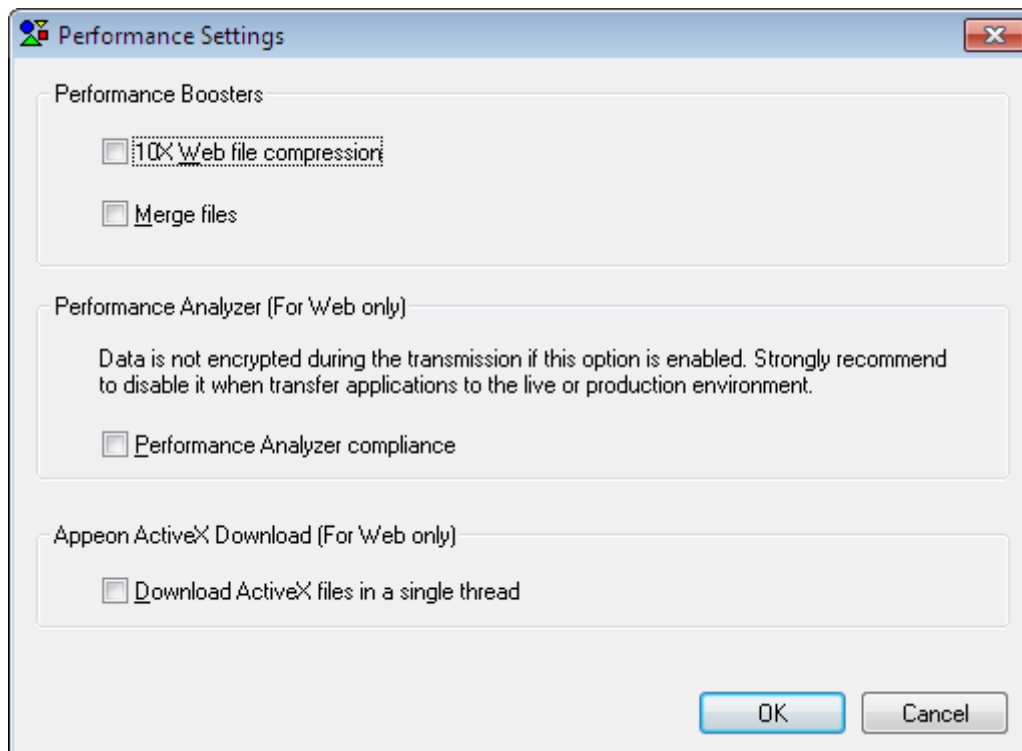 Performance Settings
Performance Boosters
10X Web file compression
Merge files
Performance Analyzer (For Web only)
Data is not encrypted during the transmission if this option is enabled. Strongly recommend
to disable it when transfer applications to the live or production environment.
Performance Analyzer compliance
Appeon ActiveX Download (For Web only)
Download ActiveX files in a single thread
OK Cancel